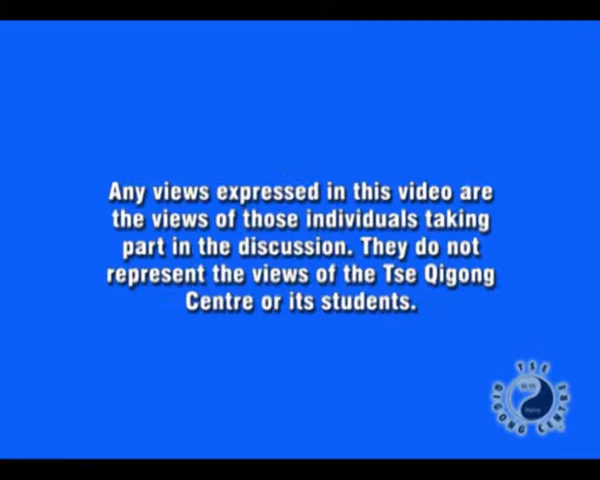 Any views expressed in this video are
the views of those individuals taking
part in the discussion. They do not
represent the views of the Tse Qigong
Centre or its students.
TSE
QIGONG CENTRE